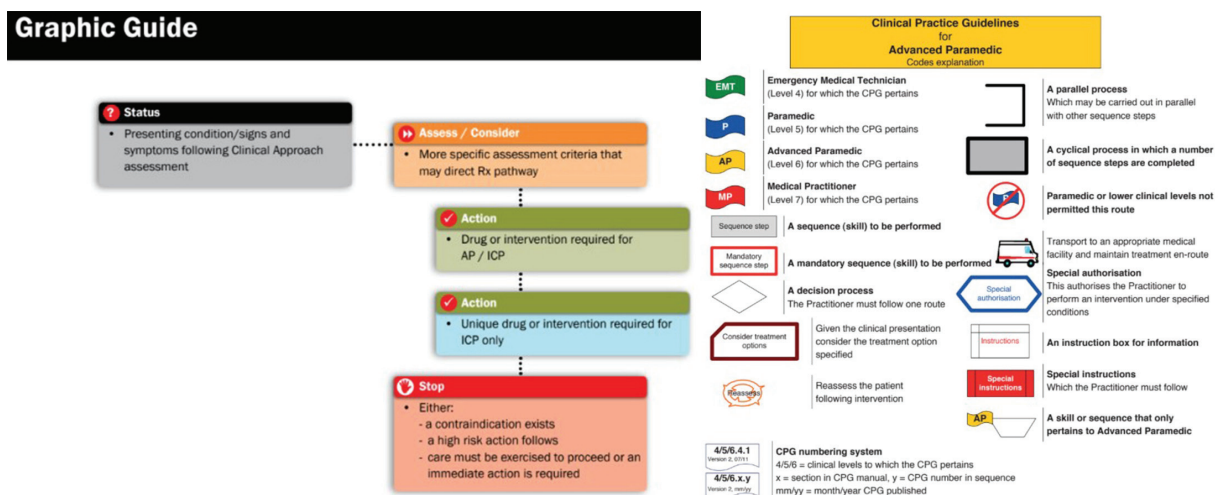 Graphic Guide
Status
• Presenting condition/signs and
symptoms following Clinical Approach
assessment
Assess / Consider
• More specific assessment criteria that
may direct Rx pathway
Action
• Drug or intervention required for
AP / ICP
Action
• Unique drug or intervention required for
ICP only
Stop
• Either:
- a contraindication exists
- a high risk action follows
- care must be exercised to proceed or an
immediate action is required
Clinical Practice Guidelines
for
Advanced Paramedic
Codes explanation
EMT
Emergency Medical Technician
(Level 4) for which the CPG pertains
P
Paramedic
(Level 5) for which the CPG pertains
AP
Advanced Paramedic
(Level 6) for which the CPG pertains
MP
Medical Practitioner
(Level 7) for which the CPG pertains
Sequence step
A sequence (skill) to be performed
Mandatory
sequence step
A mandatory sequence (skill) to be performed
A decision process
The Practitioner must follow one route
Consider treatment
options
Given the clinical presentation
consider the treatment option
specified
Reassess
Reassess the patient
following intervention
4/5/6.4.1
Version 2, 07/11
4/5/6.x.y
Version 2, mm/yy
CPG numbering system
4/5/6 = clinical levels to which the CPG pertains
x = section in CPG manual, y = CPG number in sequence
mm/yy = month/year CPG published
A parallel process
Which may be carried out in parallel
with other sequence steps
A cyclical process in which a number
of sequence steps are completed
P
Paramedic or lower clinical levels not
permitted this route
Transport to an appropriate medical
facility and maintain treatment en-route
Special
authorisation
Special authorisation
This authorises the Practitioner to
perform an intervention under specified
conditions
Instructions
An instruction box for information
Special
instructions
Special instructions
Which the Practitioner must follow
AP
A skill or sequence that only
pertains to Advanced Paramedic